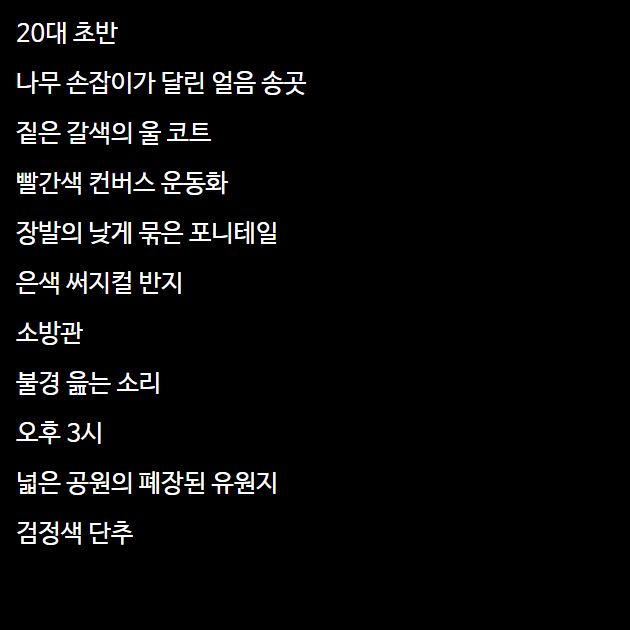 20대 초반
나무 손잡이가 달린 얼음 송곳
짙은 갈색의 울 코트
빨간색 컨버스 운동화
장발의 낮게 묶은 포니테일
은색 써지컬 반지
소방관
불경 읊는 소리
오후 3시
넓은 공원의 폐장된 유원지
검정색 단추